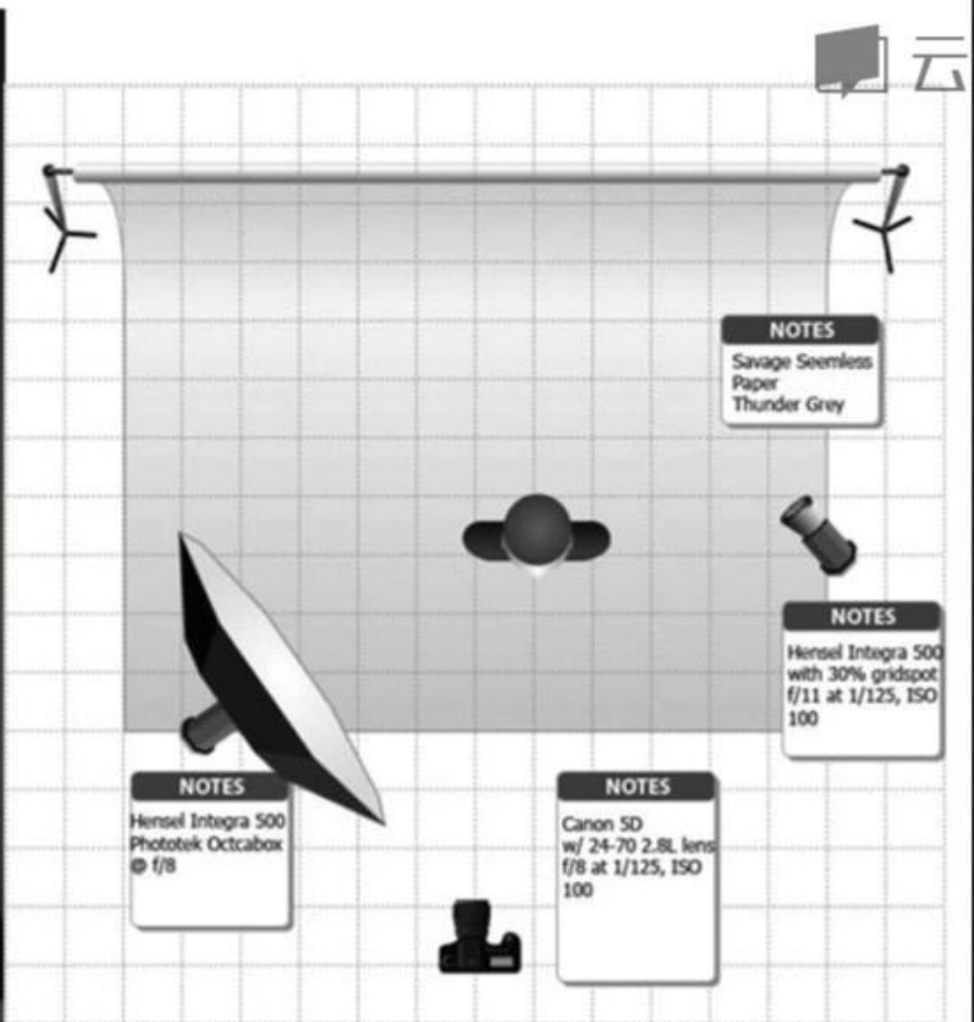 云
NOTES
Savage Seemless
Paper
Thunder Grey
NOTES
Hensel Integra 500
with 30% gridspot
f/11 at 1/125, ISO
100
NOTES
Hensel Integra 500
Phototek Octcabox
@ f/8
NOTES
Canon 5D
w/ 24-70 2.8L lens
f/8 at 1/125, ISO
100